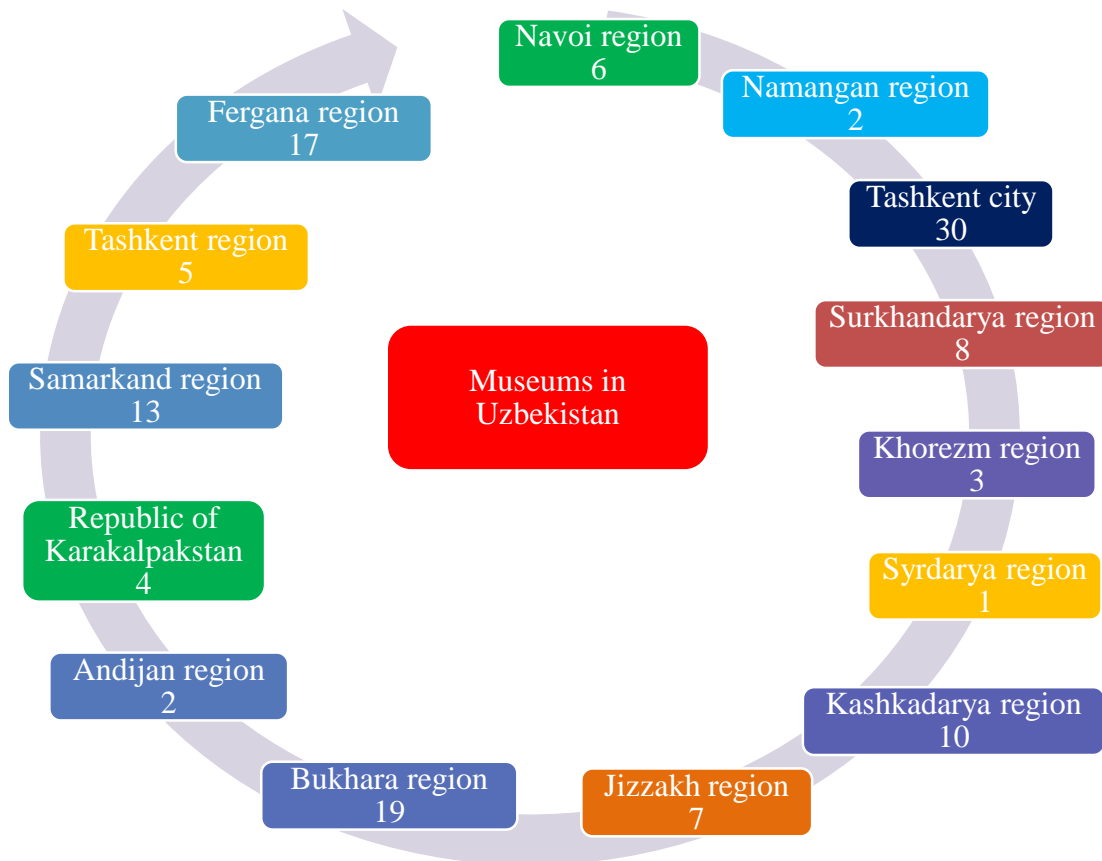 Navoi region
6
Namangan region
2
Tashkent city
30
Surkhandarya region
8
Khorezm region
3
Syrdarya region
1
Kashkadarya region
10
Jizzakh region
7
Bukhara region
19
Andijan region
2
Republic of
Karakalpakstan
4
Samarkand region
13
Tashkent region
5
Fergana region
17
Museums in
Uzbekistan